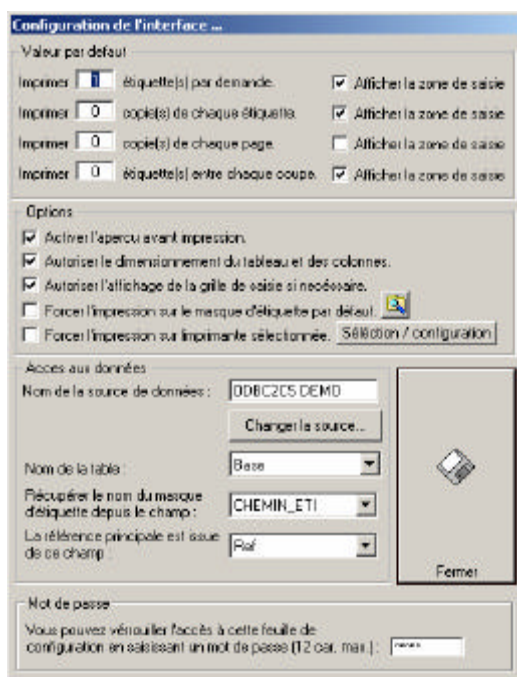 Configuration de l'interface ...
Valeur par defaut
Imprimer 1 étiquette(s) par demande. Afficher la zone de saisie
Imprimer 0 copie(s) de chaque étiquette. Afficher la zone de saisie
Imprimer 0 copie(s) de chaque page. Afficher la zone de saisie
Imprimer 0 étiquette(s) entre chaque coupe. Afficher la zone de saisie
Options
Activer l'apercu avant impression.
Autoriser le dimensionnement du tableau et des colonnes.
Autoriser l'affichage de la grille de saisie si necéssaire.
Forcer l'impression sur le masque d'étiquette par défaut.
Forcer l'impression sur limprimante sélectionnée. Séléction / configuration
Acces aux données
Nom de la source de données : ODBC2CS DEMO
Changer la source...
Nom de la table : Base
Récupérer le nom du masque
d'étiquette depuis le champ : CHEMIN_ETI
La référence principale est issue
de ce champ : Ref
Fermer
Mot de passe
Vous pouvez vérrouiller l'accès à cette feuille de
configuration en saisissant un mot de passe (12 car. max.) : *****